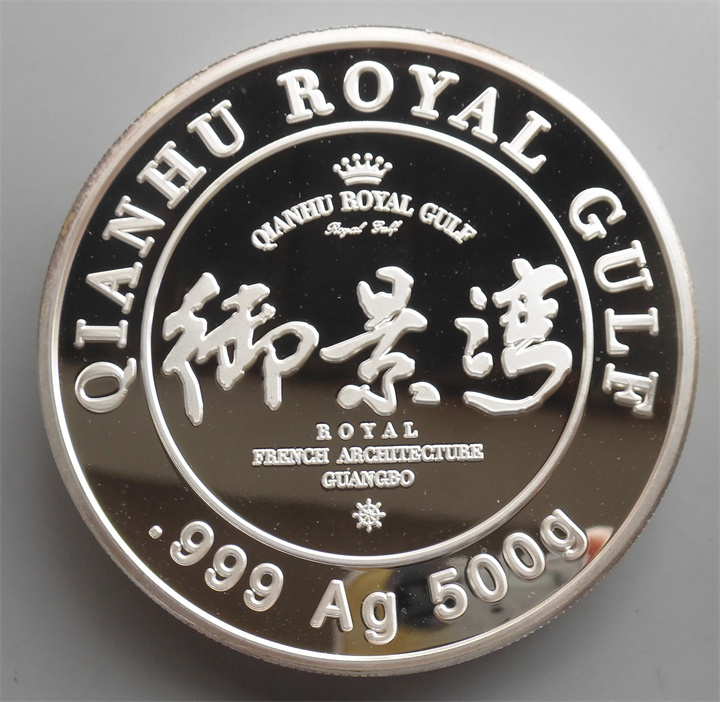 QIANHU ROYAL GULF
QIANHU ROYAL GULF
Royal Gulf
御景湾
ROYAL
FRENCH ARCHITECTURE
GUANGBO
.999 Ag 500g